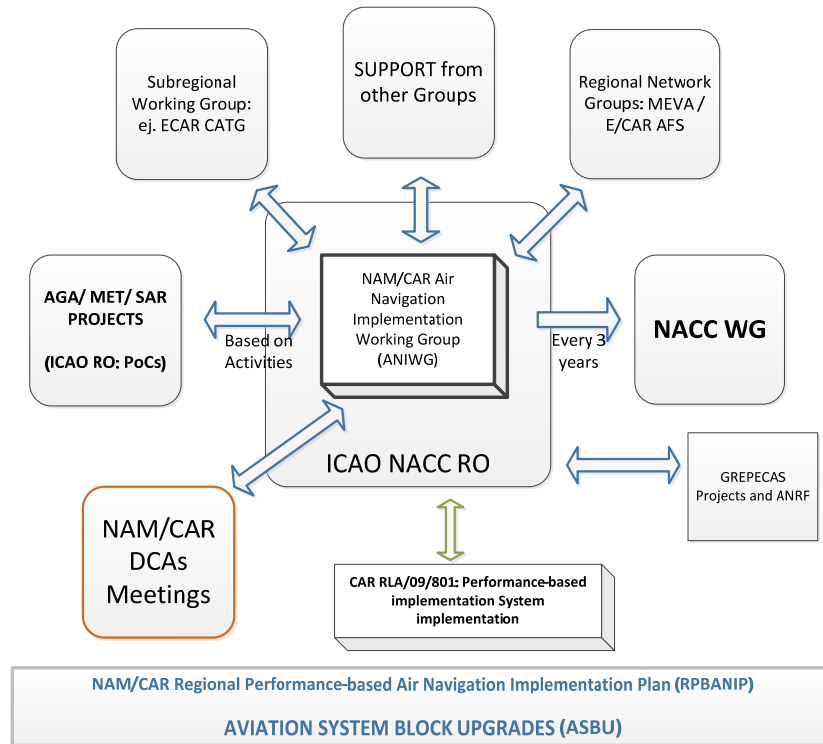 Subregional
Working Group:
ej. ECAR CATG
SUPPORT from
other Groups
Regional Network
Groups: MEVA /
E/CAR AFS
AGA/ MET/ SAR
PROJECTS
(ICAO RO: PoCs)
Based on
Activities
NAM/CAR Air
Navigation
Implementation
Working Group
(ANIWG)
Every 3
years
NACC WG
ICAO NACC RO
NAM/CAR
DCAs
Meetings
GREPECAS
Projects and ANRF
CAR RLA/09/801: Performance-based
implementation System
implementation
NAM/CAR Regional Performance-based Air Navigation Implementation Plan (RPBANIP)
AVIATION SYSTEM BLOCK UPGRADES (ASBU)